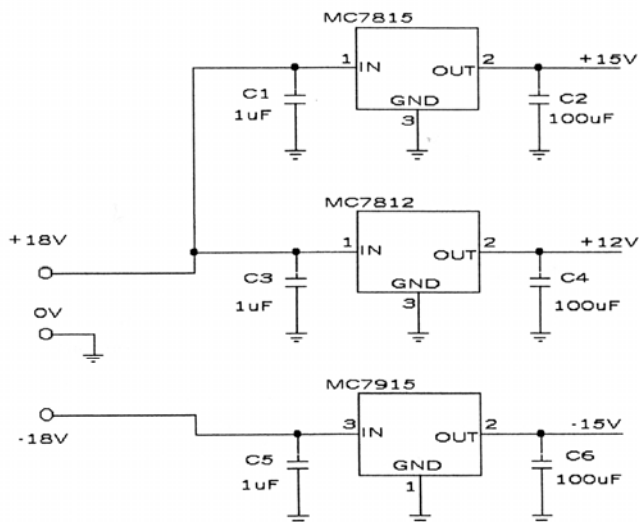 MC7815
1 IN OUT 2 +15V
C1
1uF
GND
3
C2
100uF
MC7812
+18V
1 IN OUT 2 +12V
C3
1uF
GND
3
C4
100uF
0V
MC7915
-18V
3 IN OUT 2 -15V
C5
1uF
GND
1
C6
100uF